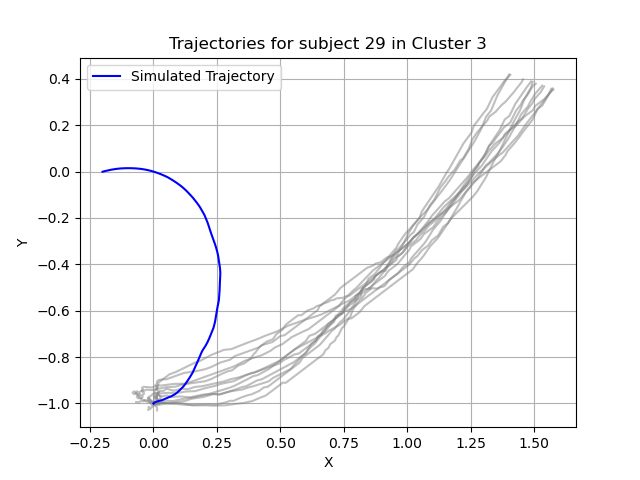 Trajectories for subject 29 in Cluster 3
Simulated Trajectory
0.4
0.2
0.0
−0.2
−0.4
−0.6
−0.8
−1.0
Y
−0.25 0.00 0.25 0.50 0.75 1.00 1.25 1.50
X